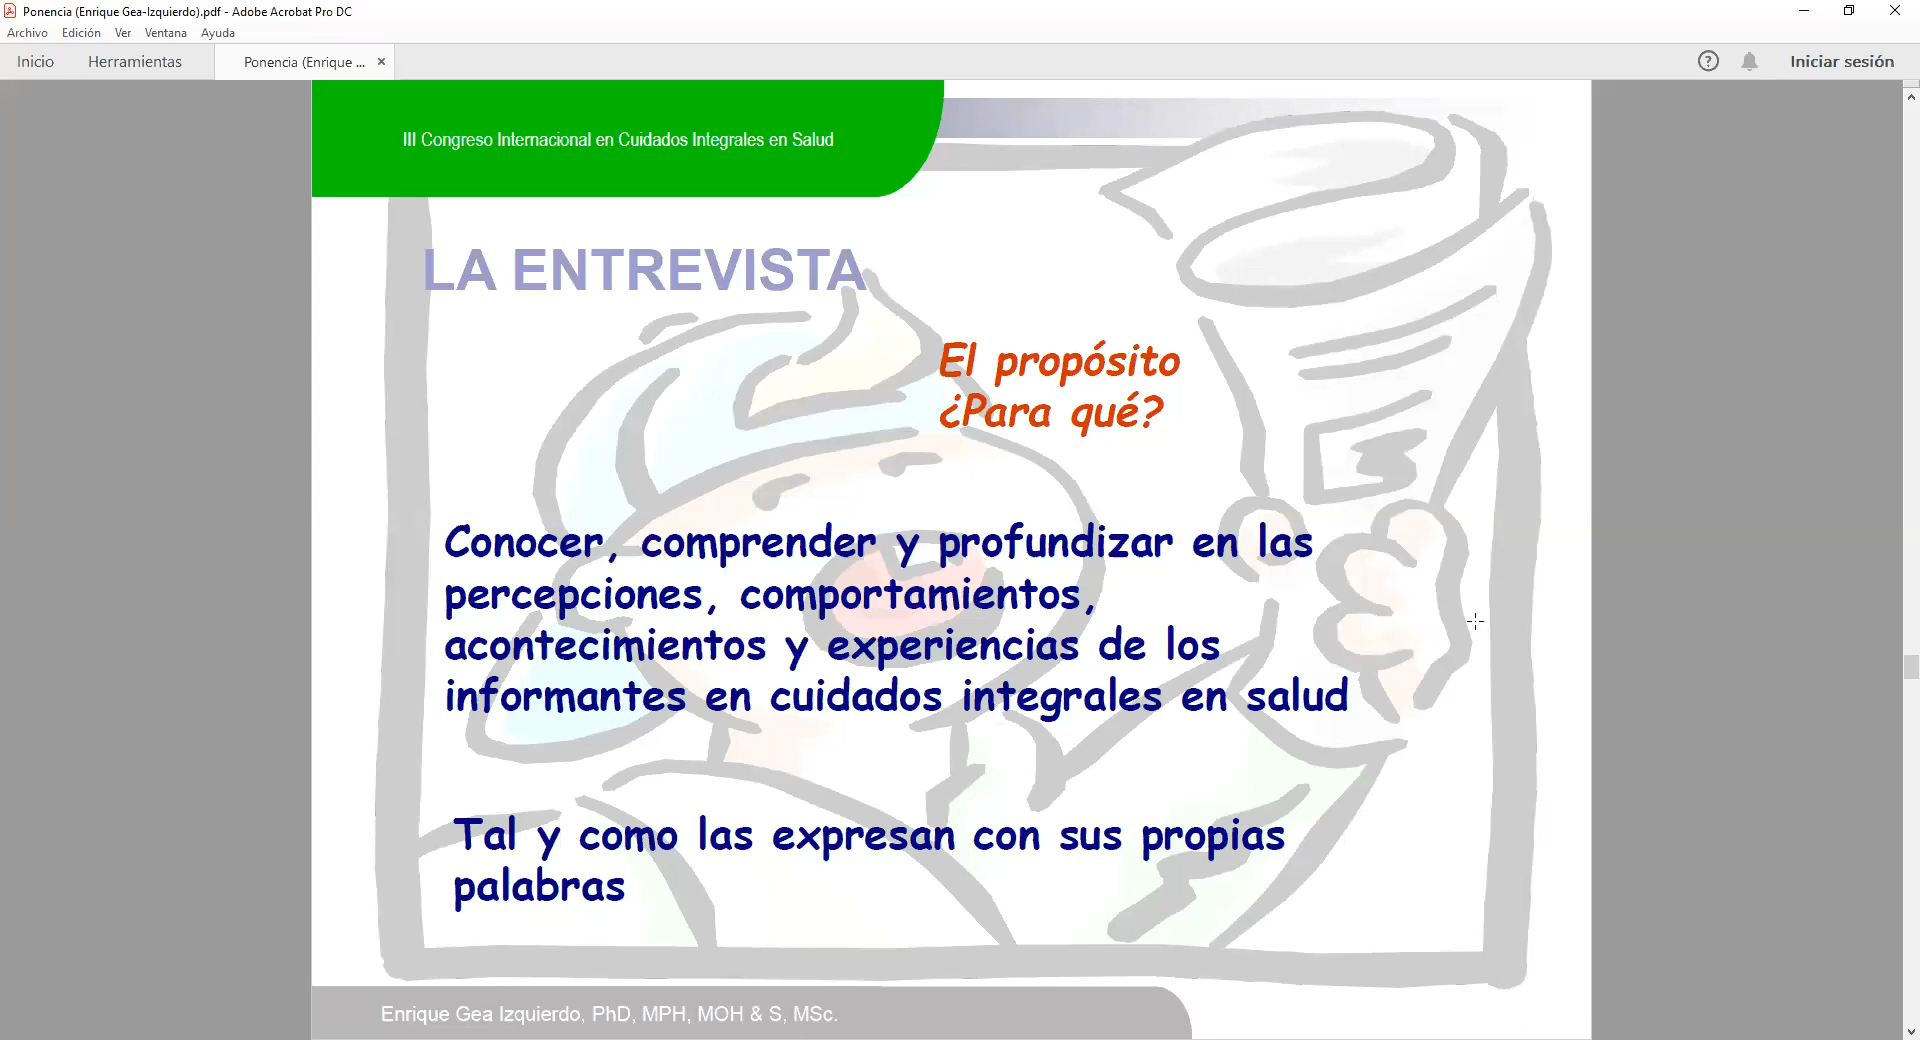 Ponencia (Enrique Gea-Izquierdo).pdf - Adobe Acrobat Pro DC
Archivo Edición Ver Ventana Ayuda
Inicio Herramientas Ponencia (Enrique ... Iniciar sesión
III Congreso Internacional en Cuidados Integrales en Salud
LA ENTREVISTA
El propósito
¿Para qué?
Conocer, comprender y profundizar en las
percepciones, comportamientos,
acontecimientos y experiencias de los
informantes en cuidados integrales en salud
Tal y como las expresan con sus propias
palabras
Enrique Gea Izquierdo, PhD, MPH, MOH & S, MSc.